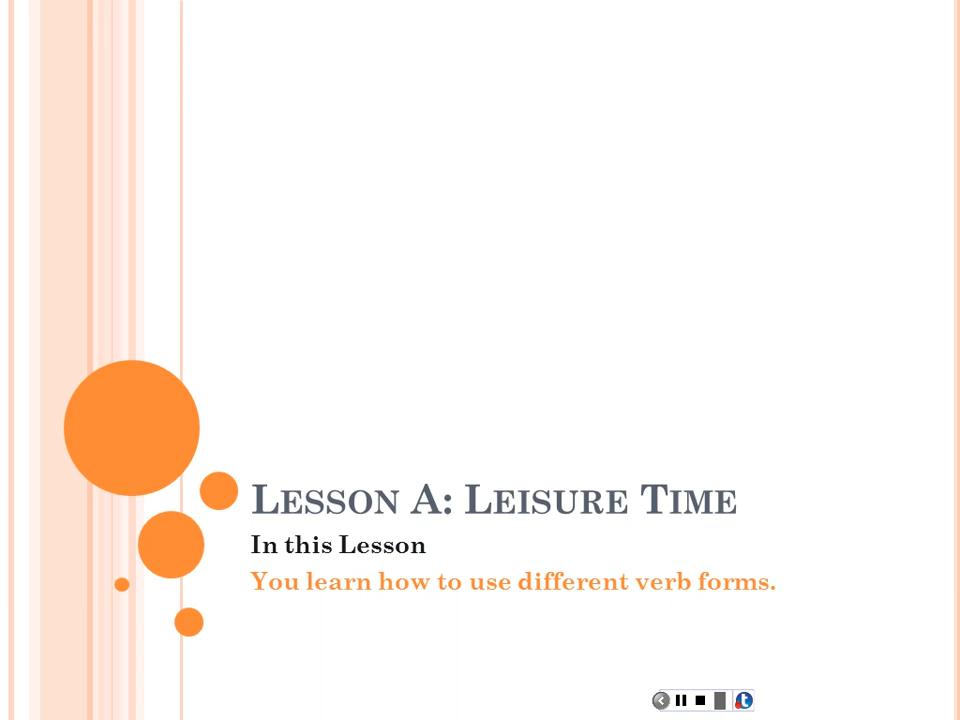 Lesson A: Leisure Time
In this Lesson
You learn how to use different verb forms.